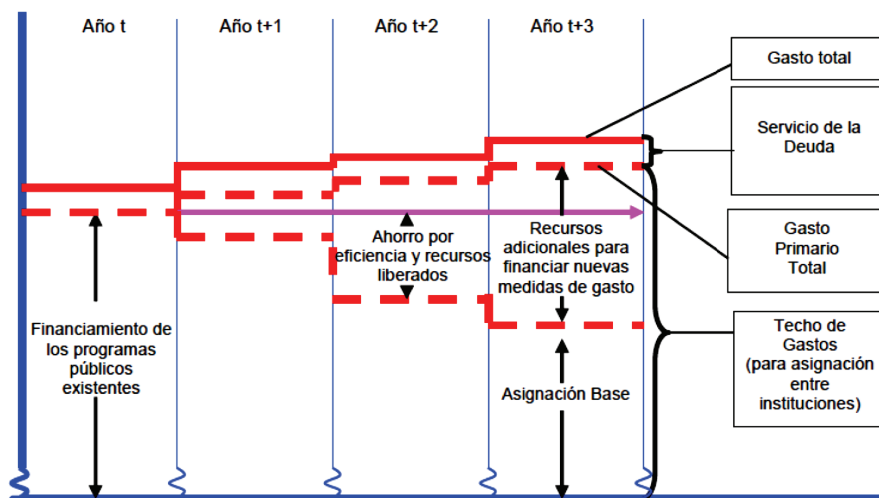 Año t
Año t+1
Año t+2
Año t+3
Gasto total
Servicio de la
Deuda
Gasto
Primario
Total
Techo de
Gastos
(para asignación
entre
instituciones)
Ahorro por
eficiencia y recursos
liberados
Recursos
adicionales para
financiar nuevas
medidas de gasto
Financiamiento de
los programas
públicos
existentes
Asignación Base